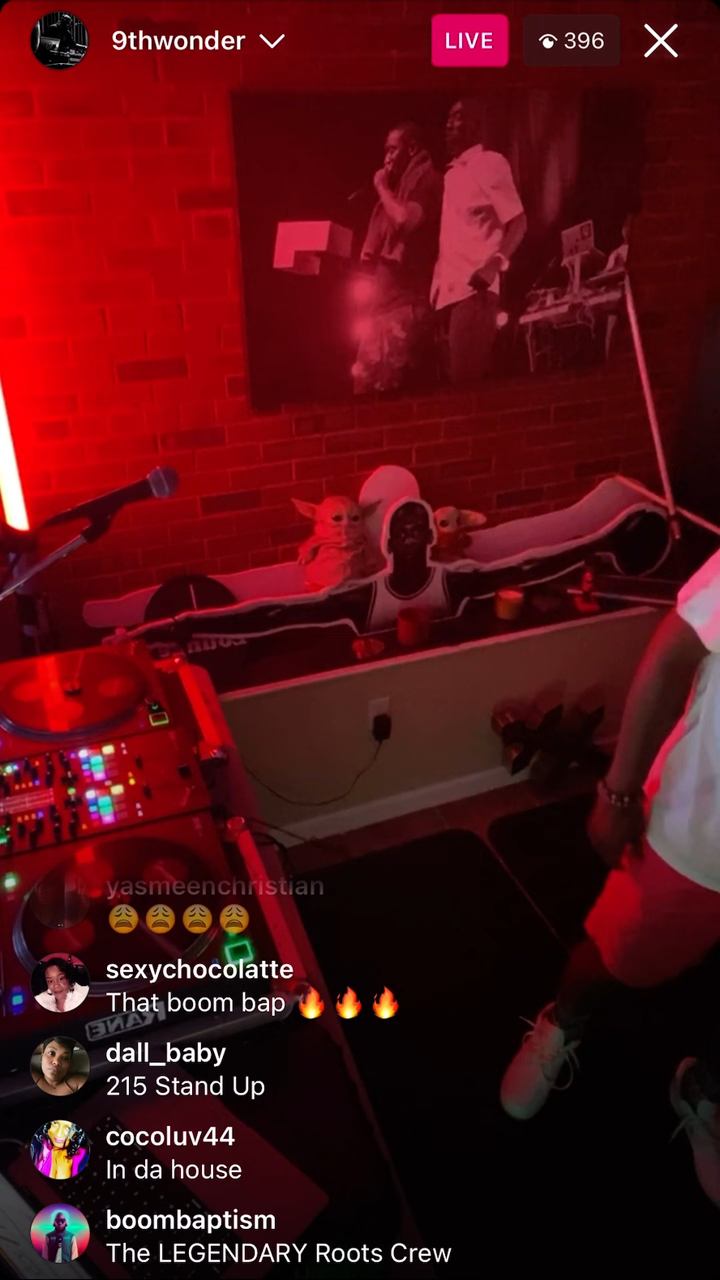 9thwonder
LIVE
396
yasmeenchristian
😩😩😩😩
sexychocolatte
That boom bap 🔥🔥🔥
dall_baby
215 Stand Up
cocoluv44
In da house
RANE
boombaptism
The LEGENDARY Roots Crew